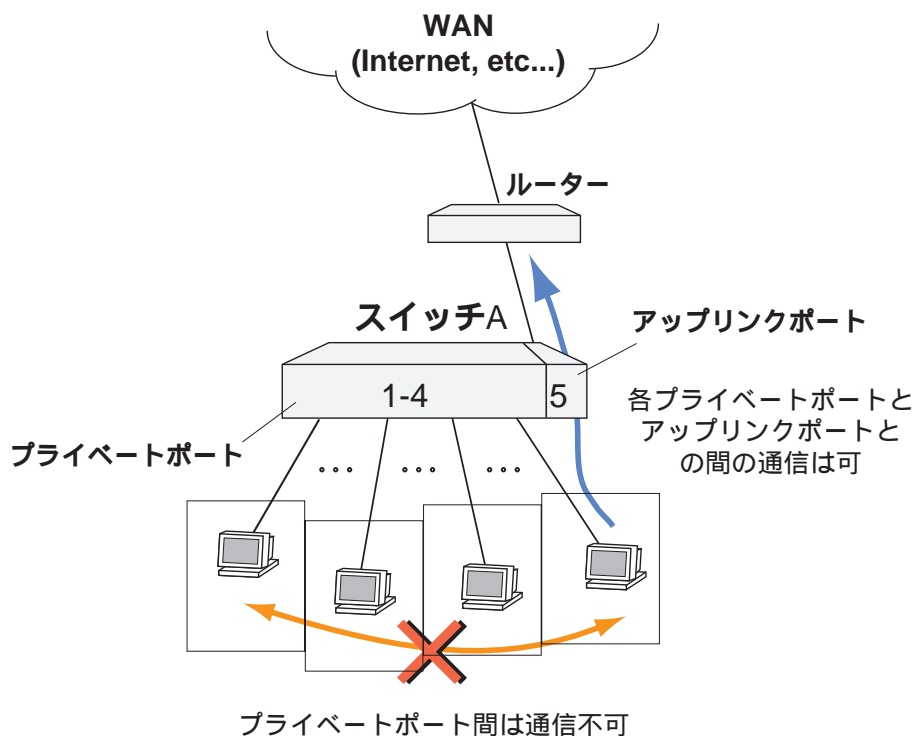 WAN
(Internet, etc...)
ルーター
スイッチA
アップリンクポート
1-4
5
各プライベートポートと
アップリンクポートと
の間の通信は可
プライベートポート
プライベートポート間は通信不可